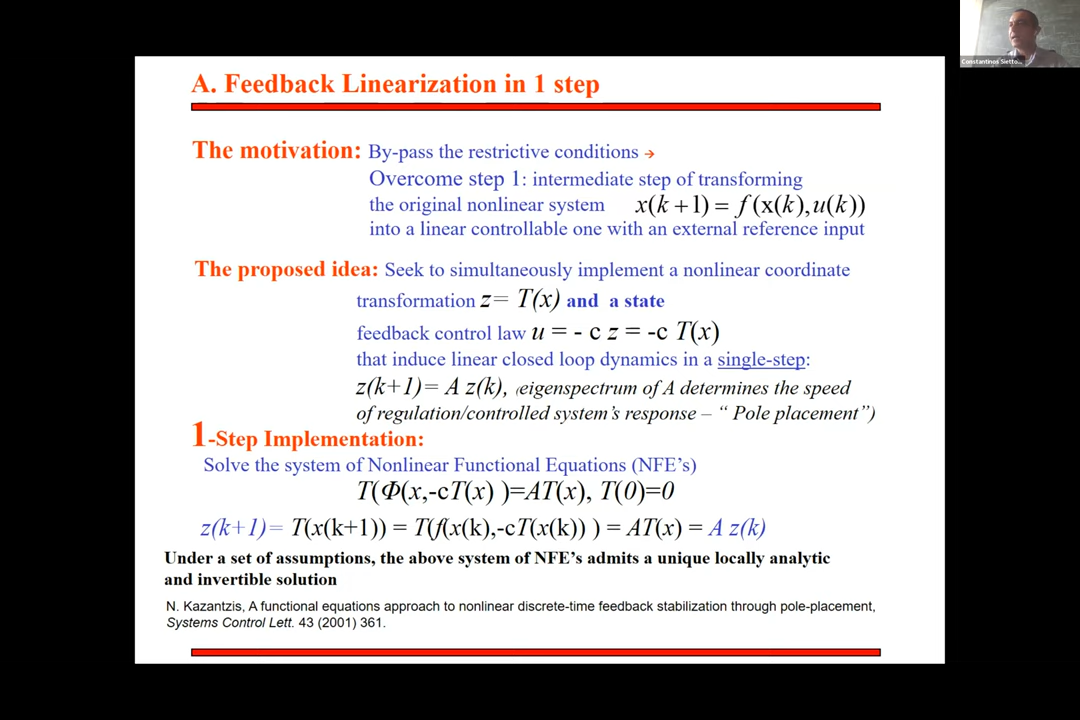 Constantinos Sietto...
A. Feedback Linearization in 1 step
The motivation: By-pass the restrictive conditions →
Overcome step 1: intermediate step of transforming
the original nonlinear system x(k+1) = f(x(k),u(k))
into a linear controllable one with an external reference input
The proposed idea: Seek to simultaneously implement a nonlinear coordinate
transformation z= T(x) and a state
feedback control law u = - c z = -c T(x)
that induce linear closed loop dynamics in a single-step:
z(k+1)= A z(k), (eigenspectrum of A determines the speed
of regulation/controlled system's response – “ Pole placement”)
1-Step Implementation:
Solve the system of Nonlinear Functional Equations (NFE's)
T(Φ(x,-cT(x) )=AT(x), T(0)=0
z(k+1)= T(x(k+1)) = T(f(x(k),-cT(x(k)) ) = AT(x) = A z(k)
Under a set of assumptions, the above system of NFE's admits a unique locally analytic
and invertible solution
N. Kazantzis, A functional equations approach to nonlinear discrete-time feedback stabilization through pole-placement,
Systems Control Lett. 43 (2001) 361.